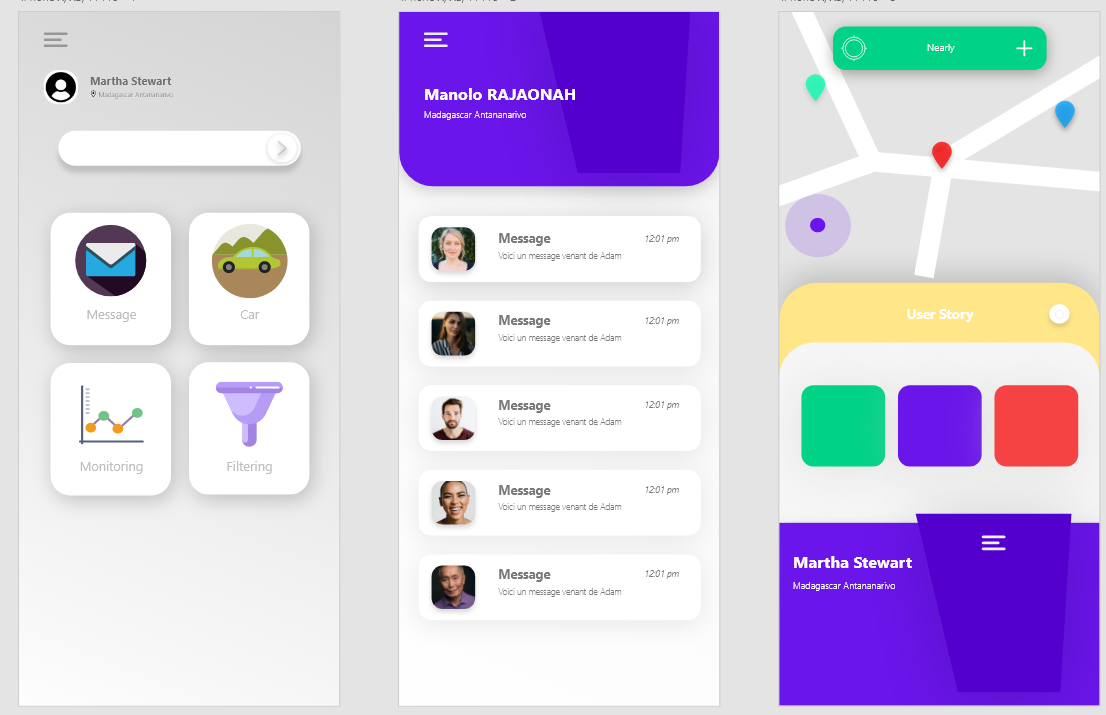 Martha Stewart
Madagascar Antananarivo
Message
Car
Monitoring
Filtering
Manolo RAJAONAH
Madagascar Antananarivo
Message
12:01 pm
Voici un message venant de Adam
Message
12:01 pm
Voici un message venant de Adam
Message
12:01 pm
Voici un message venant de Adam
Message
12:01 pm
Voici un message venant de Adam
Message
12:01 pm
Voici un message venant de Adam
Nearly
User Story
Martha Stewart
Madagascar Antananarivo